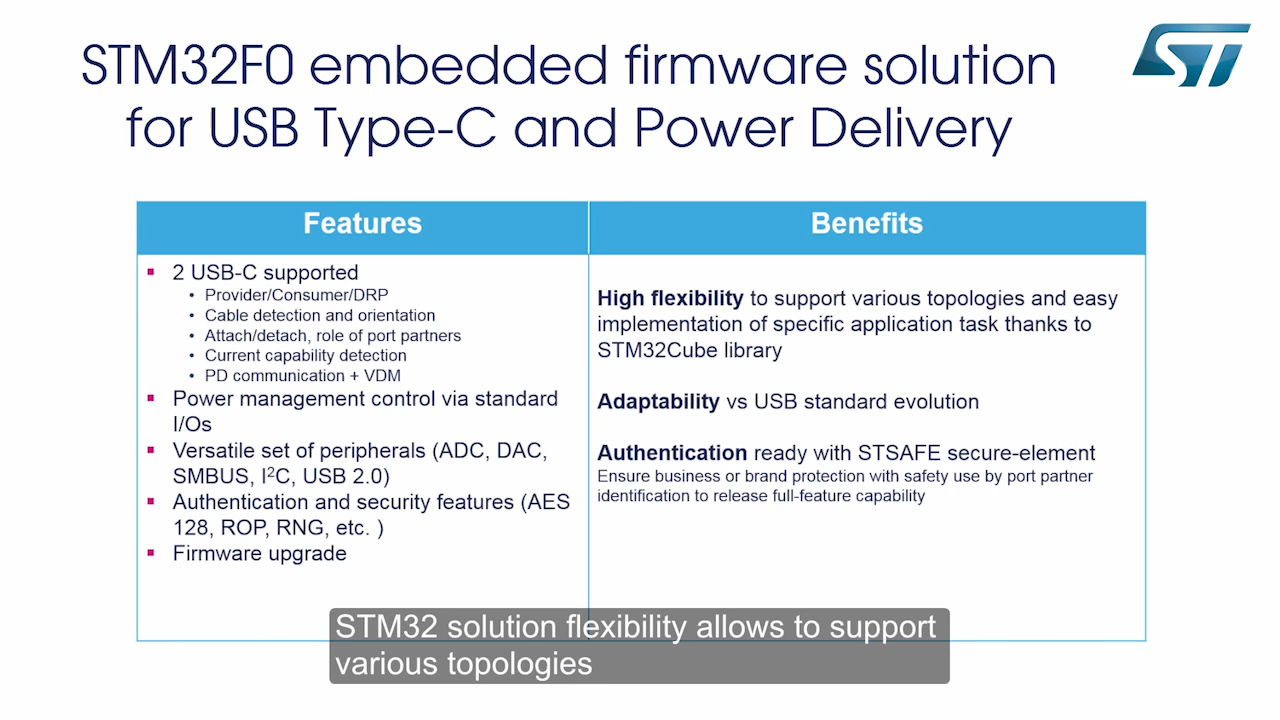 STM32F0 embedded firmware solution
for USB Type-C and Power Delivery
ST
Features
Benefits
2 USB-C supported
Provider/Consumer/DRP
Cable detection and orientation
Attach/detach, role of port partners
Current capability detection
PD communication + VDM
Power management control via standard
I/Os
Versatile set of peripherals (ADC, DAC,
SMBUS, I²C, USB 2.0)
Authentication and security features (AES
128, ROP, RNG, etc. )
Firmware upgrade
High flexibility to support various topologies and easy
implementation of specific application task thanks to
STM32Cube library
Adaptability vs USB standard evolution
Authentication ready with STSAFE secure-element
Ensure business or brand protection with safety use by port partner
identification to release full-feature capability
STM32 solution flexibility allows to support
various topologies